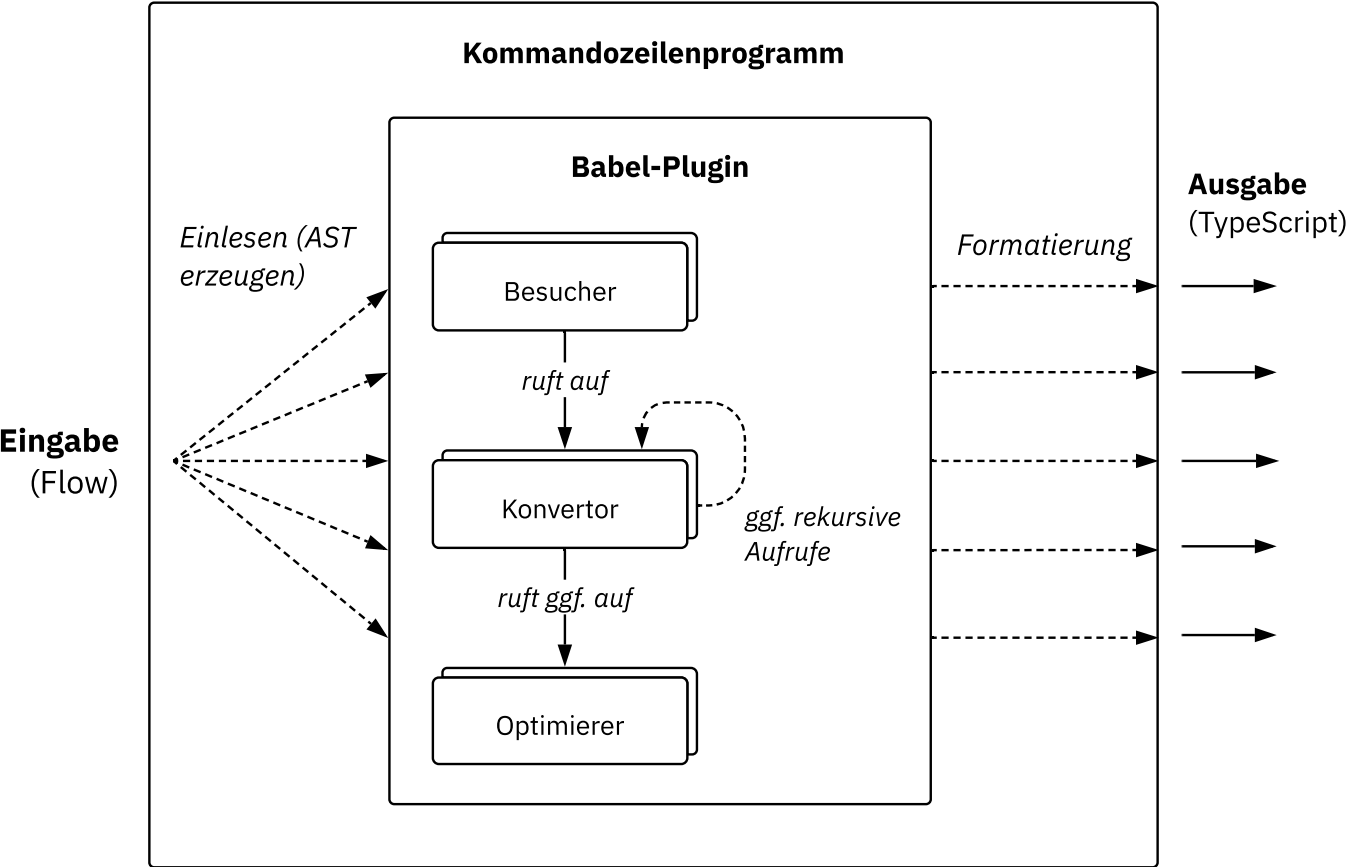 Kommandozeilenprogramm
Babel-Plugin
Ausgabe
(TypeScript)
Einlesen (AST
erzeugen)
Formatierung
Besucher
ruft auf
Eingabe
(Flow)
Konvertor
ggf. rekursive
Aufrufe
ruft ggf. auf
Optimierer